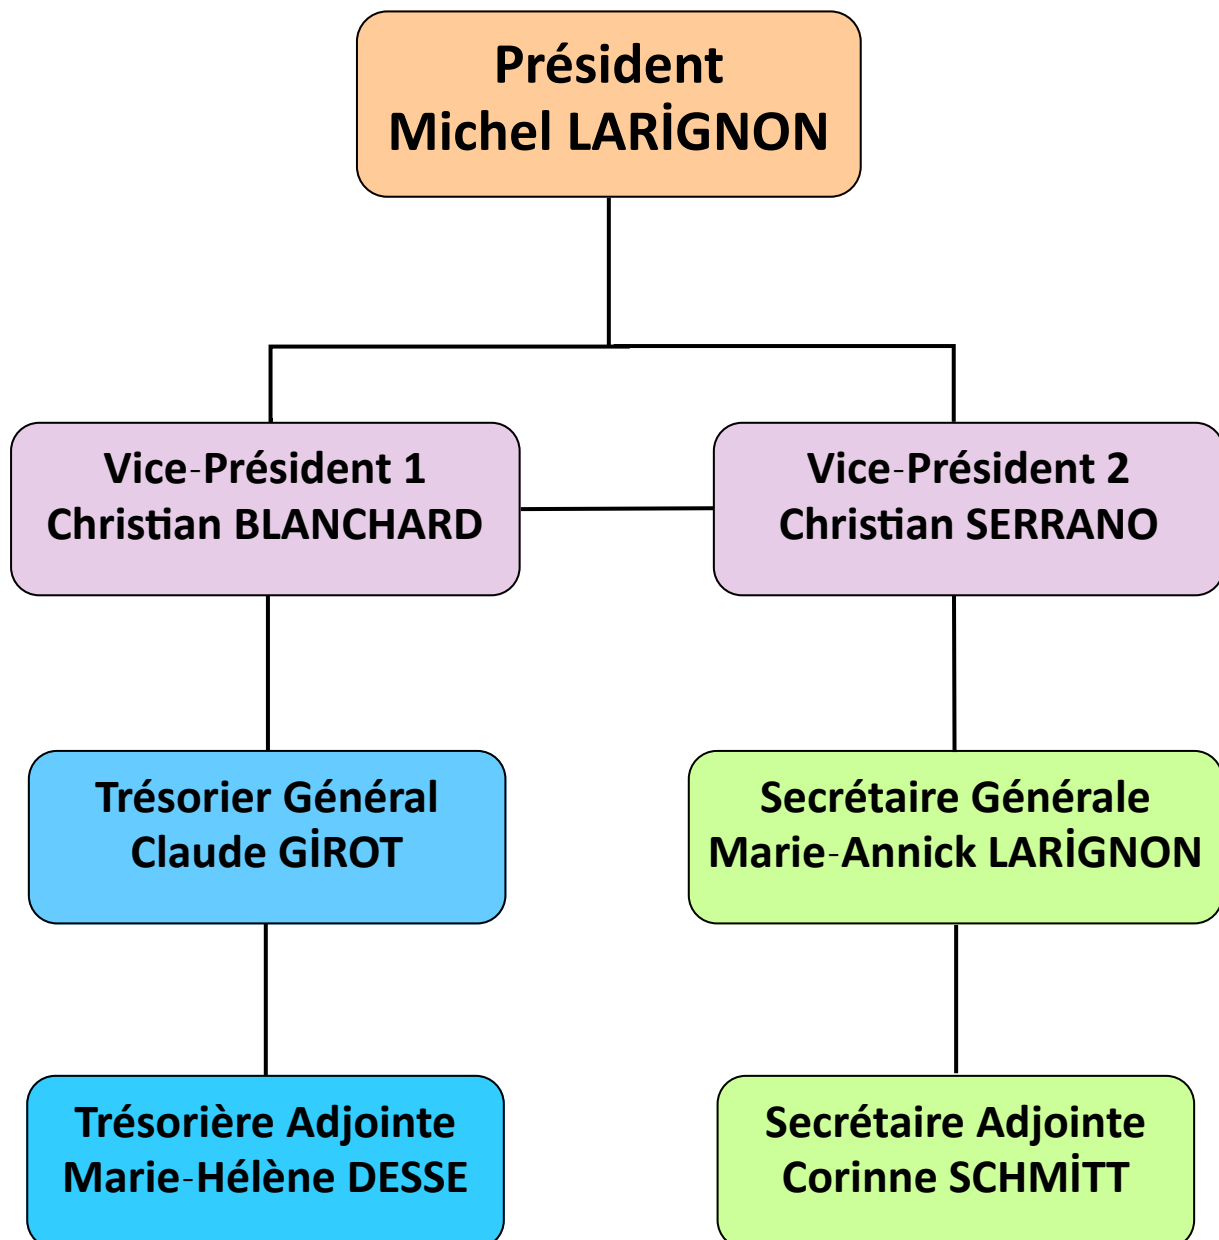 Président
Michel LARİGNON
Vice-Président 1
Christian BLANCHARD
Vice-Président 2
Christian SERRANO
Trésorier Général
Claude GİROT
Secrétaire Générale
Marie-Annick LARİGNON
Trésorière Adjointe
Marie-Hélène DESSE
Secrétaire Adjointe
Corinne SCHMİTT